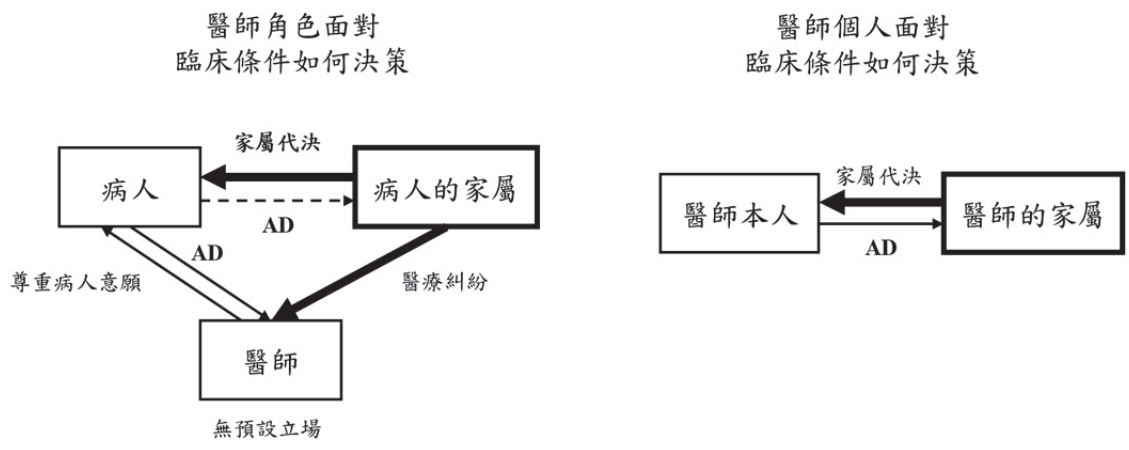 醫師角色面對
臨床條件如何決策
家屬代決
病人
病人的家屬
AD
AD
尊重病人意願
醫療糾紛
醫師
無預設立場
醫師個人面對
臨床條件如何決策
家屬代決
醫師本人
醫師的家屬
AD